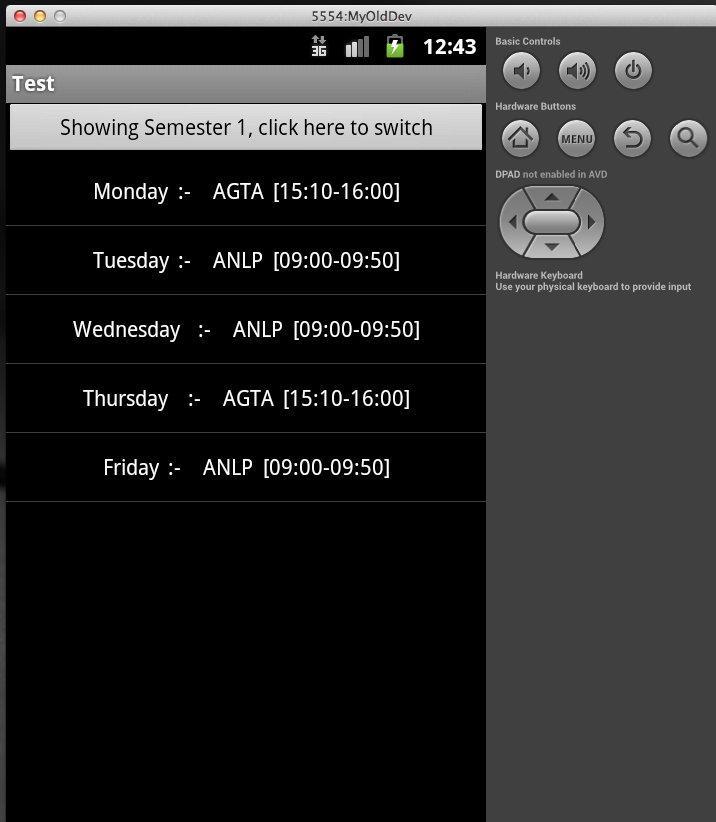 5554:MyOldDev
3G 12:43
Test
Showing Semester 1, click here to switch
Monday :- AGTA [15:10-16:00]
Tuesday :- ANLP [09:00-09:50]
Wednesday :- ANLP [09:00-09:50]
Thursday :- AGTA [15:10-16:00]
Friday :- ANLP [09:00-09:50]
Basic Controls
Hardware Buttons
MENU
DPAD not enabled in AVD
Hardware Keyboard
Use your physical keyboard to provide input